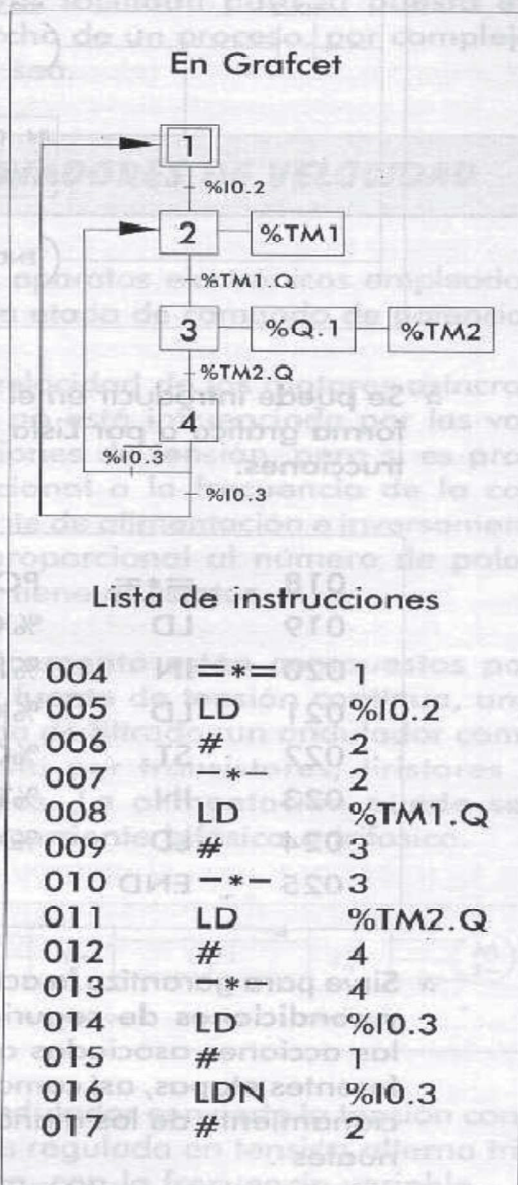 En Grafcet
1
%I0.2
2 %TM1
%TM1.Q
3 %Q.1 %TM2
%TM2.Q
4
%I0.3
%I0.3
Lista de instrucciones
004 =*= 1
005 LD %I0.2
006 # 2
007 -*- 2
008 LD %TM1.Q
009 # 3
010 -*- 3
011 LD %TM2.Q
012 # 4
013 -*- 4
014 LD %I0.3
015 # 1
016 LDN %I0.3
017 # 2